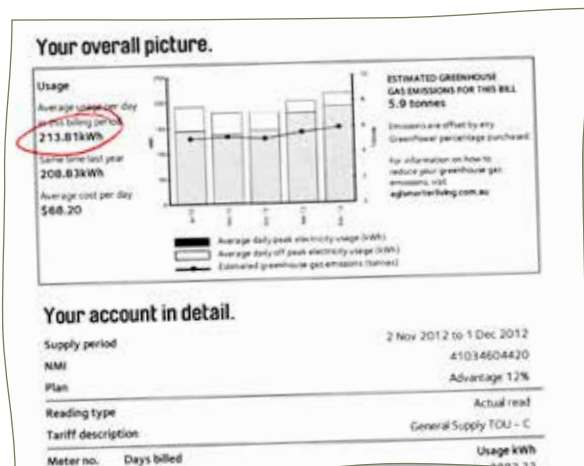 Your overall picture.
Usage
Average usage per day
in this billing period
213.81kWh
Same time last year
208.83kWh
Average cost per day
$68.20
kWh
ESTIMATED GREENHOUSE
GAS EMISSIONS FOR THIS BILL
5.9 tonnes
Emissions are offset by any
GreenPower percentage purchased
For information on how to
reduce your greenhouse gas
emissions, visit
aglsmarterliving.com.au
Average daily peak electricity usage (kWh)
Average daily off peak electricity usage (kWh)
Estimated greenhouse gas emissions (tonnes)
Your account in detail.
Supply period 2 Nov 2012 to 1 Dec 2012
NMI 41034604420
Plan Advantage 12%
Reading type Actual read
Tariff description General Supply TOU - C
Meter no. Days billed Usage kWh